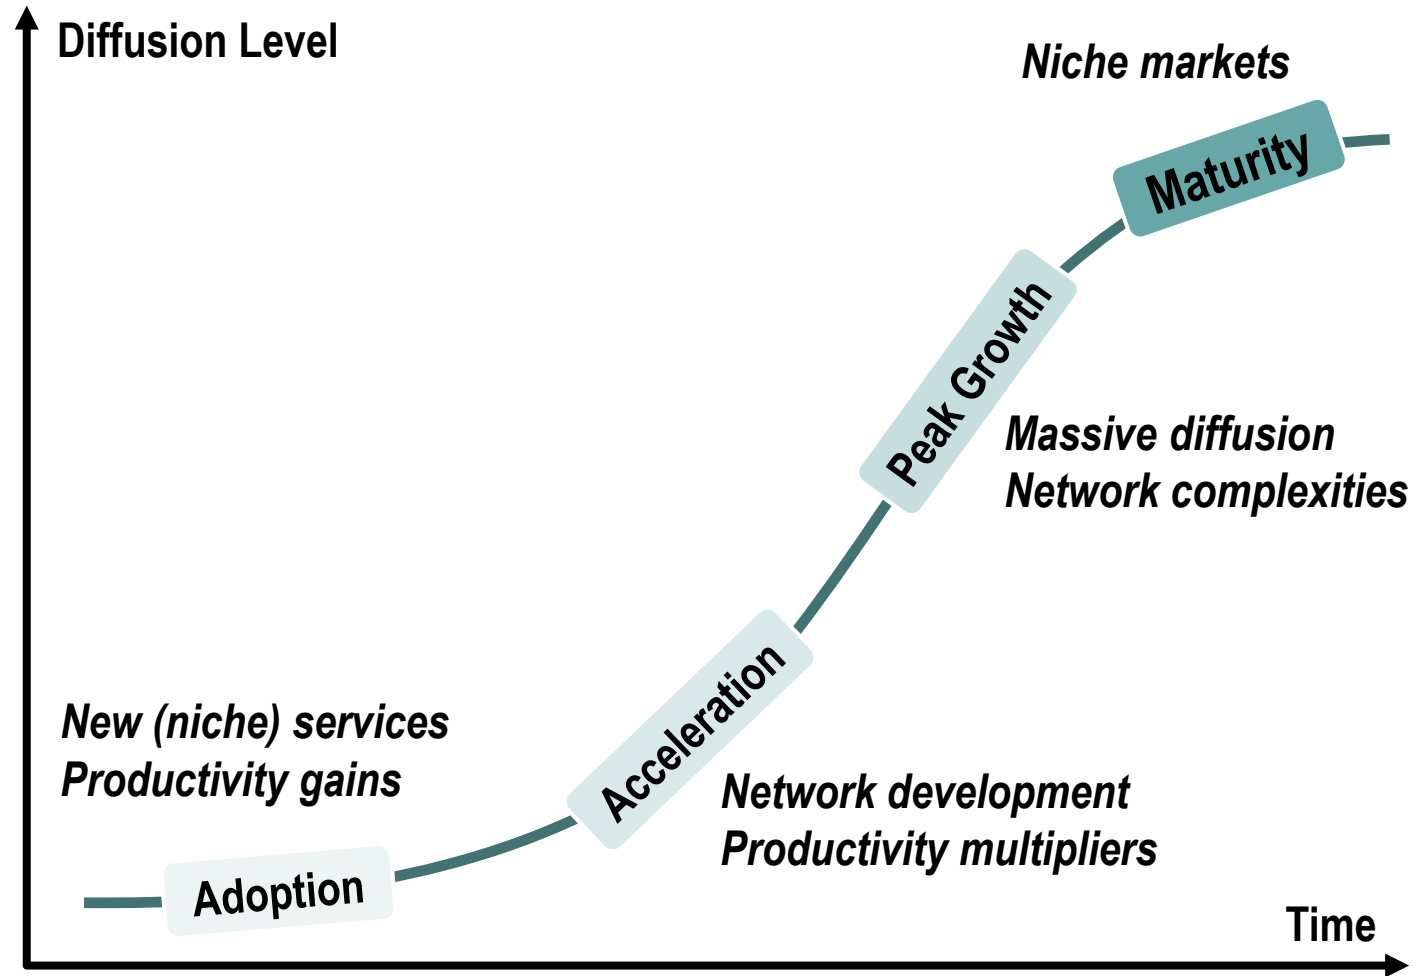 Diffusion Level
Niche markets
Maturity
Peak Growth
Massive diffusion
Network complexities
Acceleration
New (niche) services
Productivity gains
Network development
Productivity multipliers
Adoption
Time